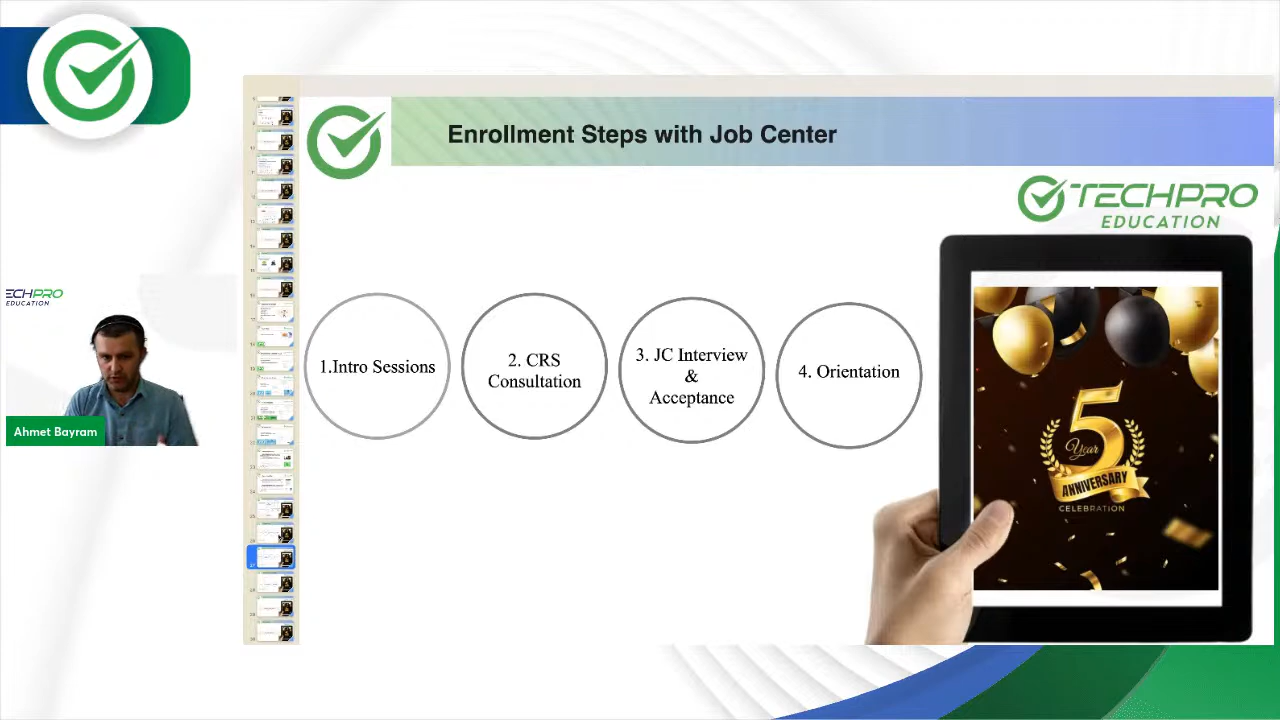 Enrollment Steps with Job Center
TECHPRO
EDUCATION
1.Intro Sessions
2. CRS
Consultation
3. JC Interview
&
Acceptance
4. Orientation
5
Year
ANNIVERSARY
CELEBRATION
ECHPRO
EDUCATION
Ahmet Bayram